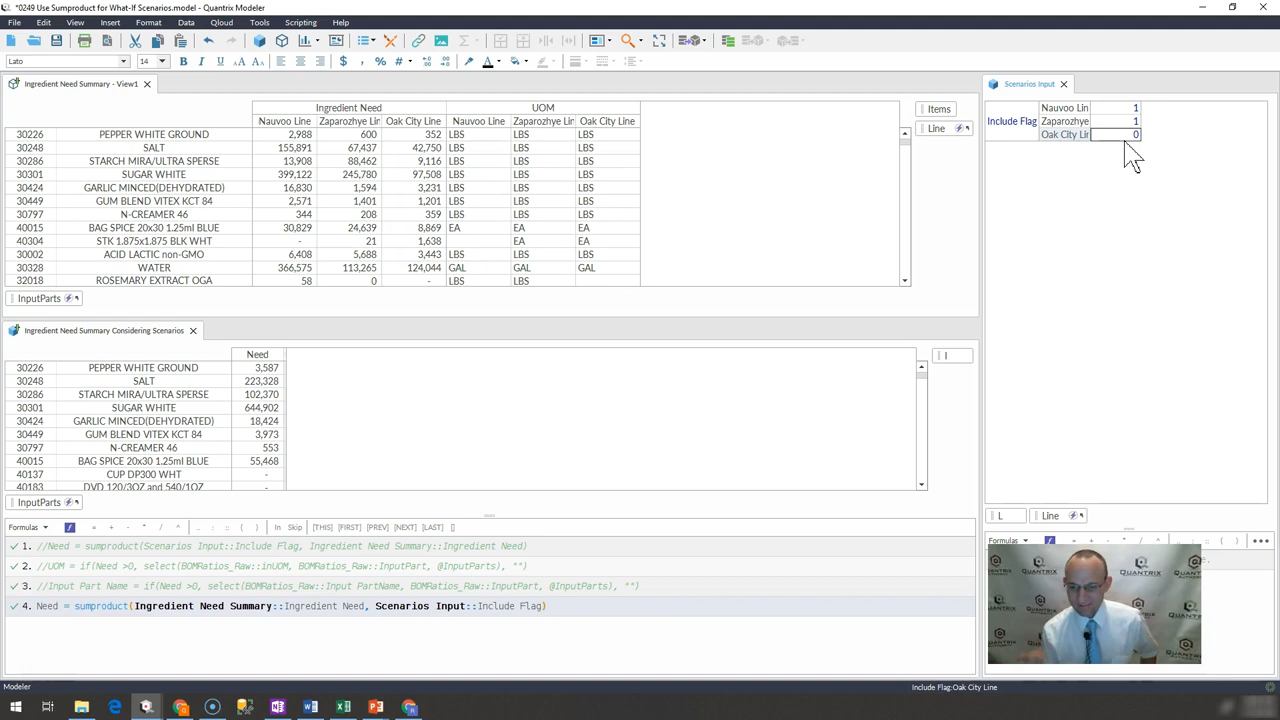 *0249 Use Sumproduct for What-If Scenarios.model - Quantrix Modeler
File Edit View Insert Format Data Cloud Tools Scripting Help
Lato 14
Ingredient Need Summary - View1
Ingredient Need UOM
Nauvoo Line Zaparozhye Lin Oak City Line Nauvoo Line Zaparozhye Lin Oak City Line
30226 PEPPER WHITE GROUND 2,988 600 352 LBS LBS LBS
30248 SALT 155,891 67,437 42,750 LBS LBS LBS
30286 STARCH MIRA/ULTRA SPERSE 13,908 88,462 9,116 LBS LBS LBS
30301 SUGAR WHITE 399,122 245,780 97,508 LBS LBS LBS
30424 GARLIC MINCED(DEHYDRATED) 16,830 1,594 3,231 LBS LBS LBS
30449 GUM BLEND VITEX KCT 84 2,571 1,401 1,201 LBS LBS LBS
30797 N-CREAMER 46 344 208 359 LBS LBS LBS
40015 BAG SPICE 20x30 1.25ml BLUE 30,829 24,639 8,869 EA EA EA
40304 STK 1.875x1.875 BLK WHT - 21 1,638 EA EA
30002 ACID LACTIC non-GMO 6,408 5,688 3,443 LBS LBS LBS
30328 WATER 366,575 113,265 124,044 GAL GAL GAL
32018 ROSEMARY EXTRACT OGA 58 0 - LBS LBS
Items
Line
InputParts
Ingredient Need Summary Considering Scenarios
Need
30226 PEPPER WHITE GROUND 3,587
30248 SALT 223,328
30286 STARCH MIRA/ULTRA SPERSE 102,370
30301 SUGAR WHITE 644,902
30424 GARLIC MINCED(DEHYDRATED) 18,424
30449 GUM BLEND VITEX KCT 84 3,973
30797 N-CREAMER 46 553
40015 BAG SPICE 20x30 1.25ml BLUE 55,468
40137 CUP DP300 WHT -
40183 DVD 120/3OZ and 540/1OZ -
I
InputParts
Formulas ƒ = + - * / ^ .. : :: ( ) In Skip [THIS] [FIRST] [PREV] [NEXT] [LAST] []
1. //Need = sumproduct(Scenarios Input::Include Flag, Ingredient Need Summary::Ingredient Need)
2. //UOM = if(Need >0, select(BOMRatios_Raw::inUOM, BOMRatios_Raw::InputPart, @InputParts), "")
3. //Input Part Name = if(Need >0, select(BOMRatios_Raw::Input PartName, BOMRatios_Raw::InputPart, @InputParts), "")
4. Need = sumproduct(Ingredient Need Summary::Ingredient Need, Scenarios Input::Include Flag)
Scenarios Input
Include Flag
Nauvoo Lin 1
Zaparozhye 1
Oak City Lir 0
L Line
Formulas ƒ = + - * / ^
QUANTRIX
QUANTRIX
QUANTRIX
Modeler
Include Flag:Oak City Line